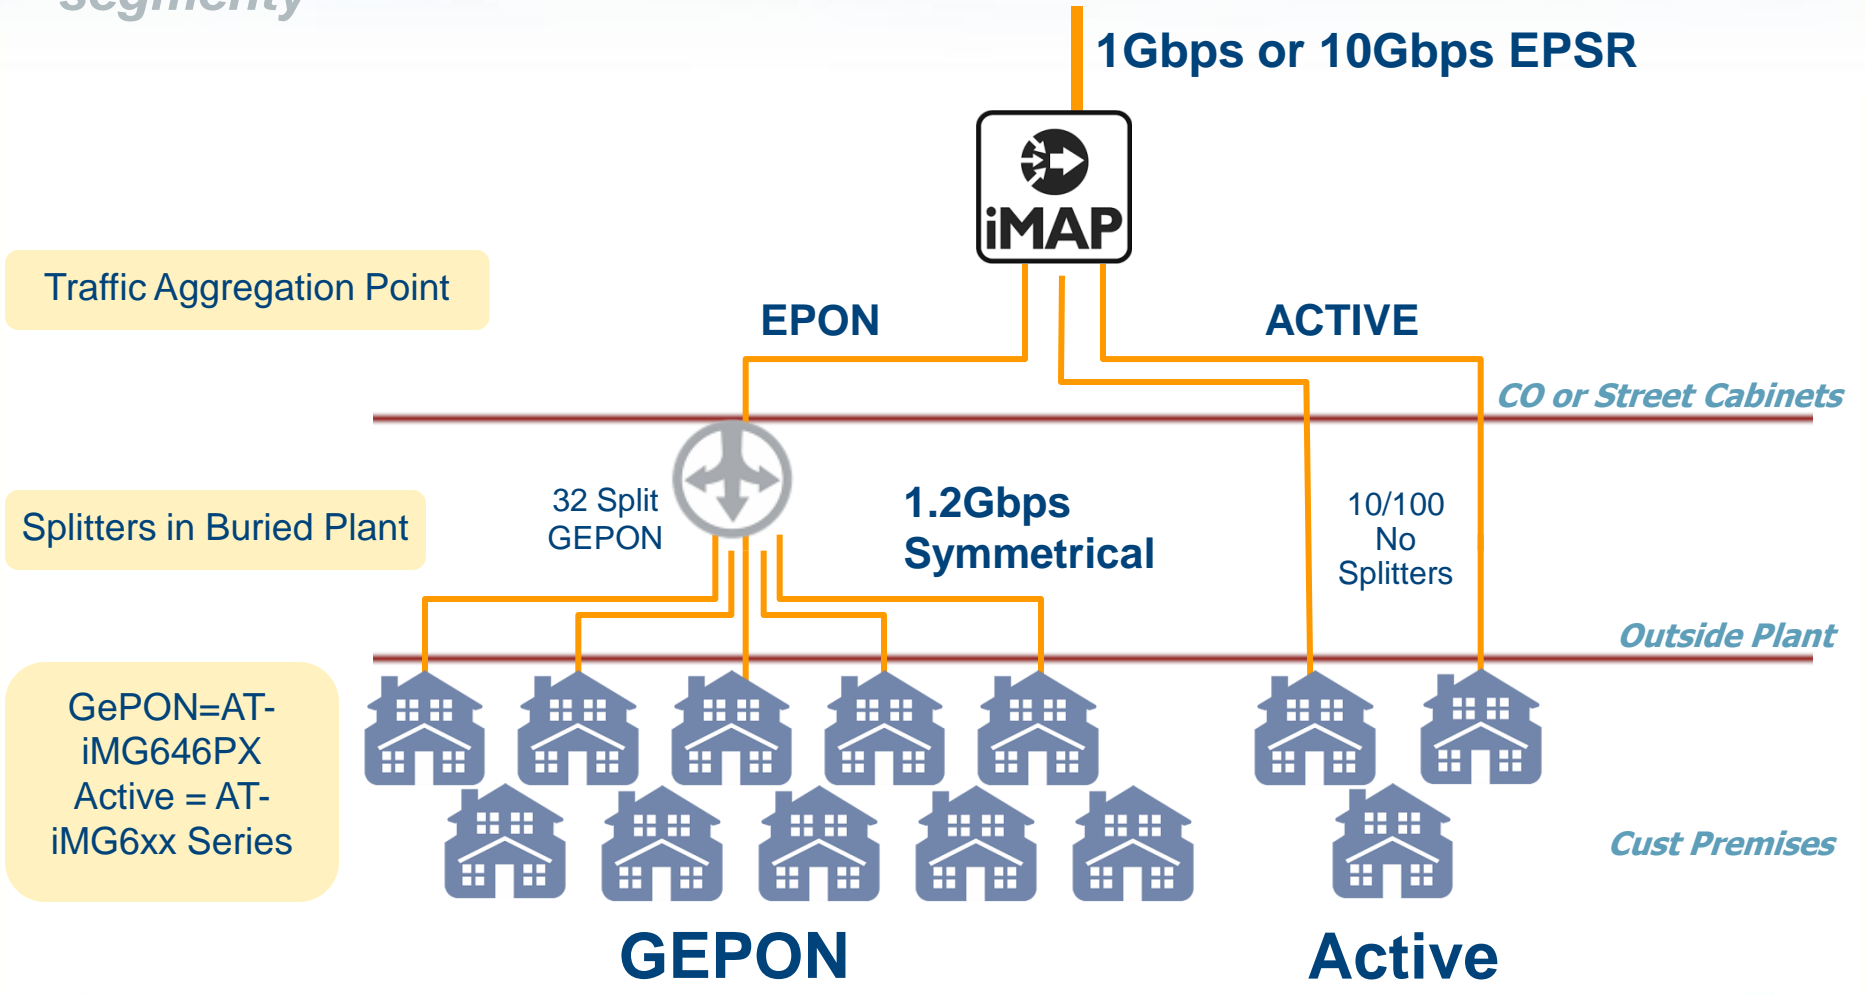 segmenty
1Gbps or 10Gbps EPSR
iMAP
Traffic Aggregation Point
EPON
ACTIVE
CO or Street Cabinets
Splitters in Buried Plant
32 Split
GEPON
1.2Gbps
Symmetrical
10/100
No
Splitters
Outside Plant
GePON=AT-
iMG646PX
Active = AT-
iMG6xx Series
Cust Premises
GEPON
Active